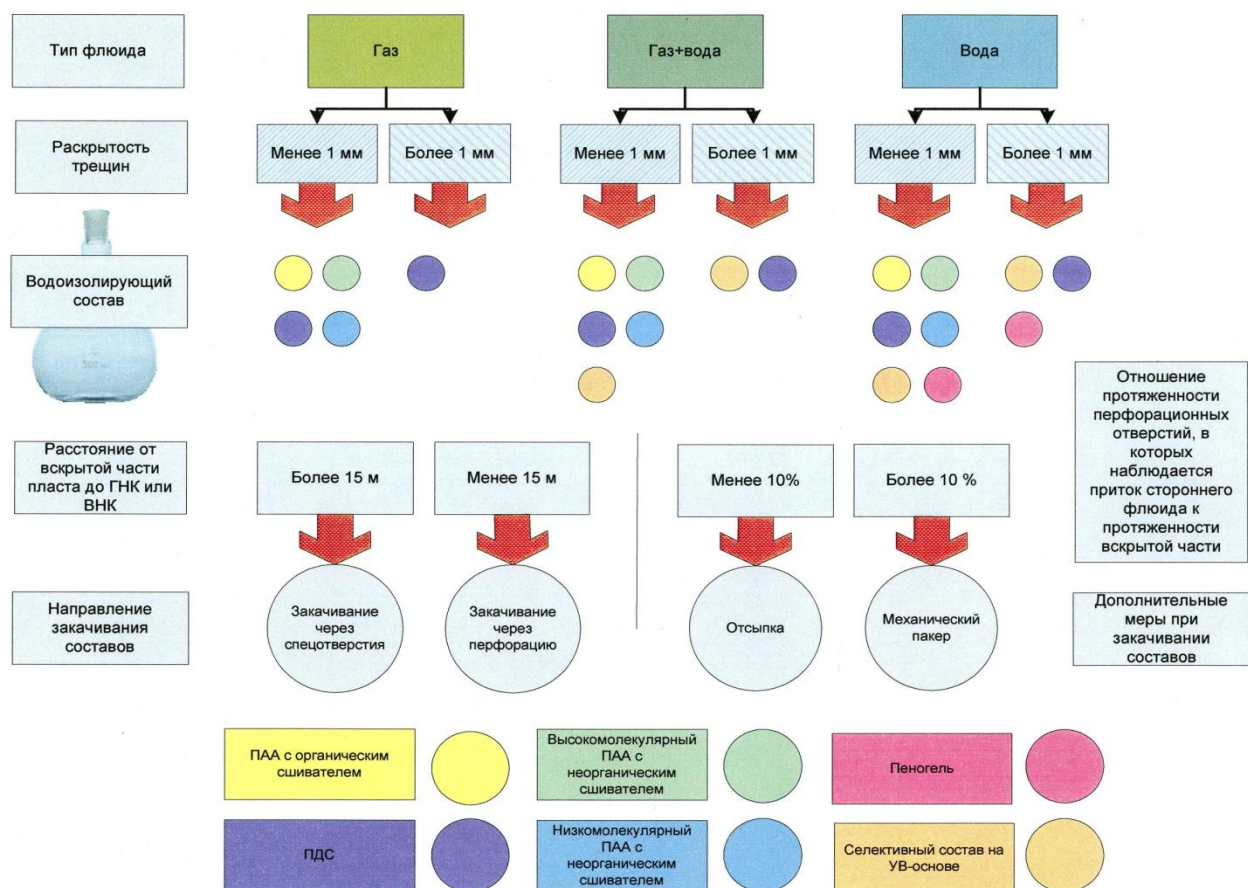 Тип флюида
Газ
Газ+вода
Вода
Раскрытость
трещин
Менее 1 мм
Более 1 мм
Менее 1 мм
Более 1 мм
Менее 1 мм
Более 1 мм
Водоизолирующий
состав
Отношение
протяженности
перфорационных
отверстий, в
которых
наблюдается
приток стороннего
флюида к
протяженности
вскрытой части
Расстояние от
вскрытой части
пласта до ГНК или
ВНК
Более 15 м
Менее 15 м
Менее 10%
Более 10 %
Направление
закачивания
составов
Закачивание
через
спецотверстия
Закачивание
через
перфорацию
Отсыпка
Механический
пакер
Дополнительные
меры при
закачивании
составов
ПАА с органическим
сшивателем
Высокомолекулярный
ПАА с
неорганическим
сшивателем
Пеногель
ПДС
Низкомолекулярный
ПАА с
неорганическим
сшивателем
Селективный состав на
УВ-основе